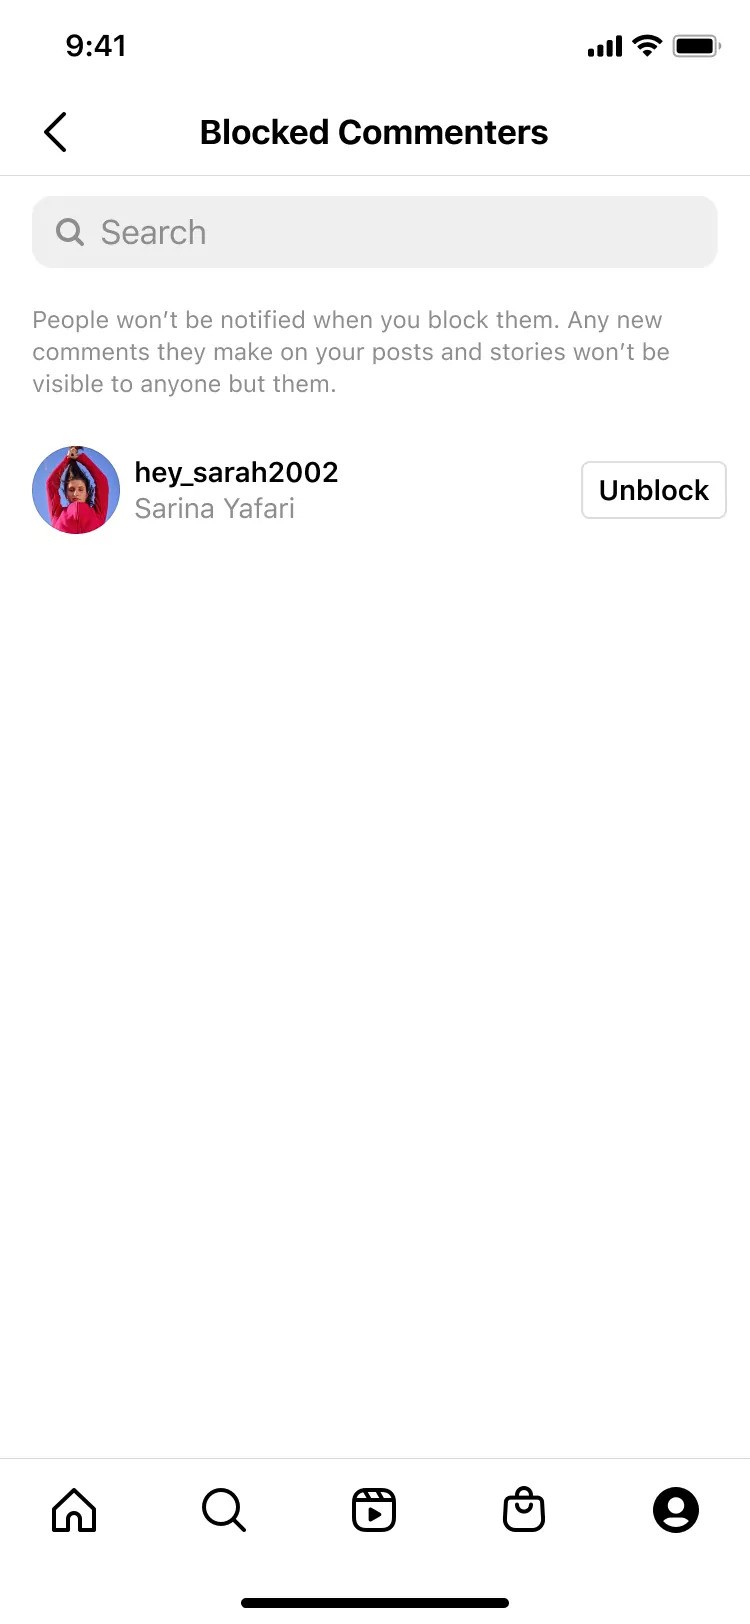 9:41
Blocked Commenters
Search
People won’t be notified when you block them. Any new
comments they make on your posts and stories won’t be
visible to anyone but them.
hey_sarah2002
Sarina Yafari
Unblock